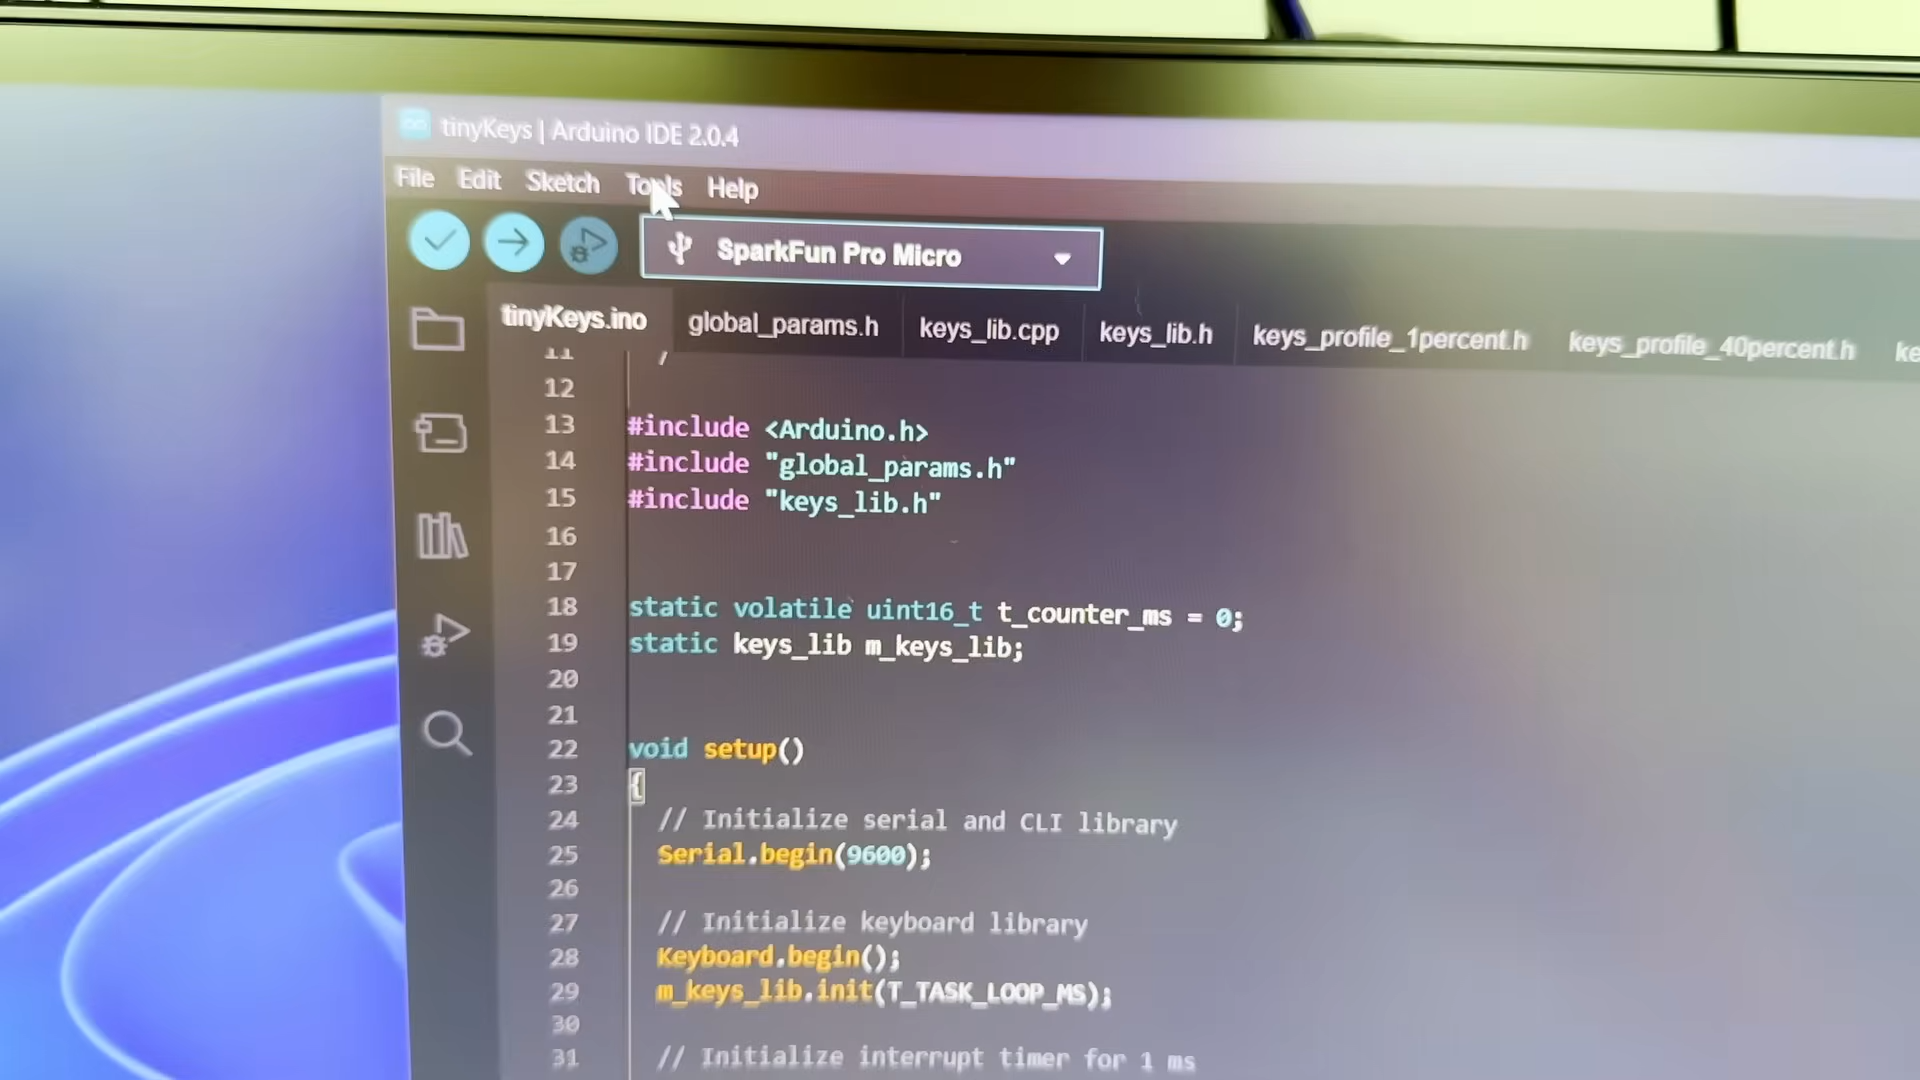 tinyKeys | Arduino IDE 2.0.4
File Edit Sketch Tools Help
SparkFun Pro Micro
tinyKeys.ino global_params.h keys_lib.cpp keys_lib.h keys_profile_1percent.h keys_profile_40percent.h ke
11 /
12
13 #include <Arduino.h>
14 #include "global_params.h"
15 #include "keys_lib.h"
16
17
18 static volatile uint16_t t_counter_ms = 0;
19 static keys_lib m_keys_lib;
20
21
22 void setup()
23 {
24 // Initialize serial and CLI library
25 Serial.begin(9600);
26
27 // Initialize keyboard library
28 Keyboard.begin();
29 m_keys_lib.init(T_TASK_LOOP_MS);
30
31 // Initialize interrupt timer for 1 ms